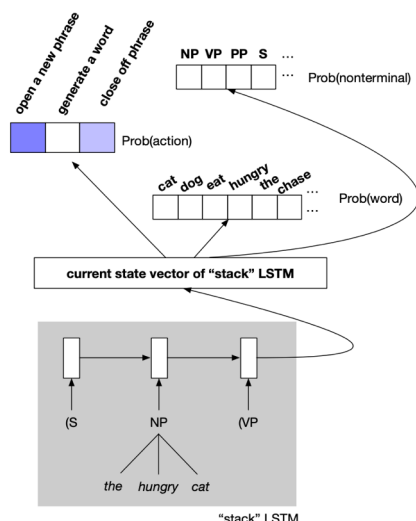 open a new phrase
generate a word
close off phrase
Prob(action)
NP VP PP S ...
...
Prob(nonterminal)
cat dog eat hungry the chase ...
...
Prob(word)
current state vector of “stack” LSTM
(S NP (VP
the hungry cat
“stack” LSTM